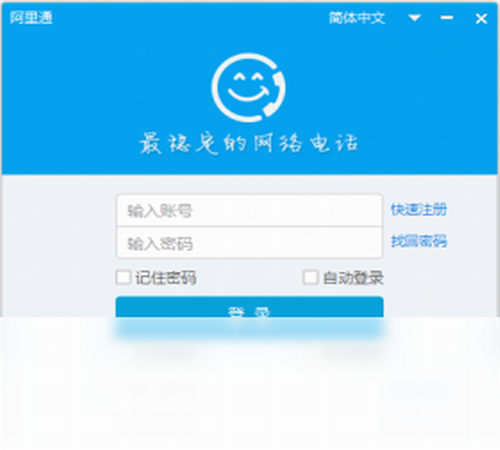 阿里通 简体中文
最稳定的网络电话
输入账号 快速注册
输入密码 找回密码
记住密码 自动登录
登录